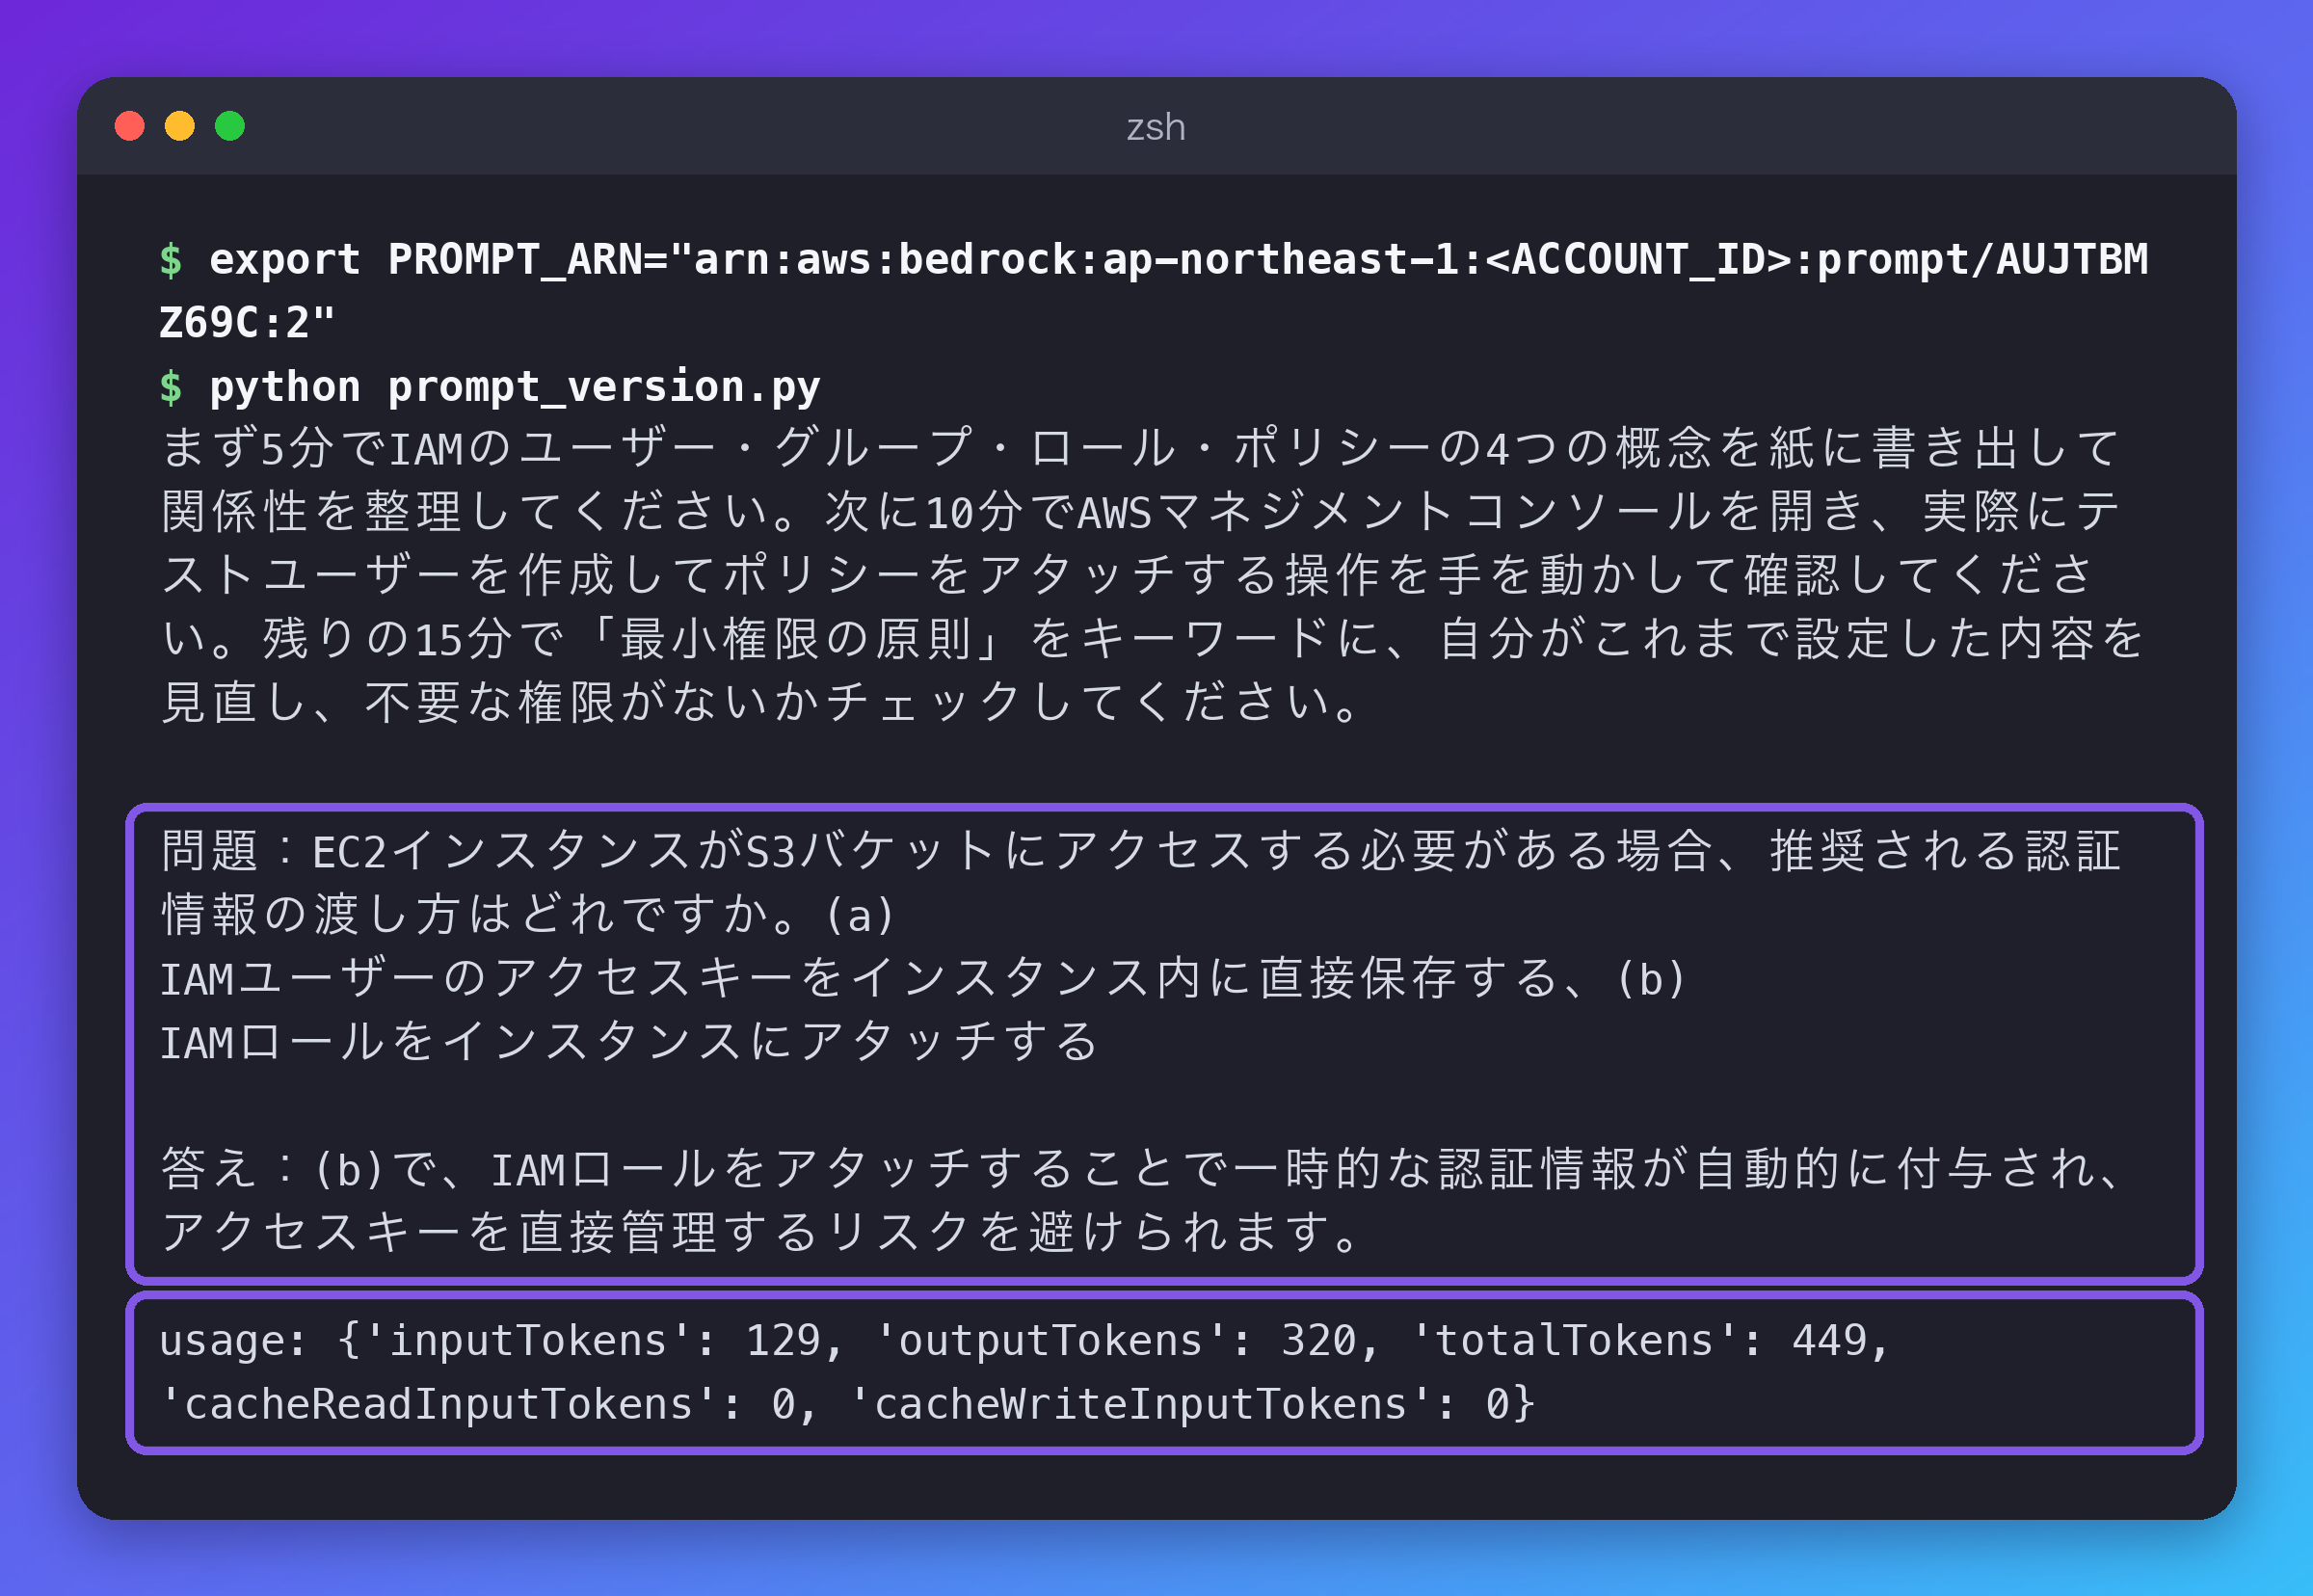 zsh
$ export PROMPT_ARN="arn:aws:bedrock:ap-northeast-1:<ACCOUNT_ID>:prompt/AUJTBM
Z69C:2"
$ python prompt_version.py
まず5分でIAMのユーザー・グループ・ロール・ポリシーの4つの概念を紙に書き出して
関係性を整理してください。次に10分でAWSマネジメントコンソールを開き、実際にテ
ストユーザーを作成してポリシーをアタッチする操作を手を動かして確認してくださ
い。残りの15分で「最小権限の原則」をキーワードに、自分がこれまで設定した内容を
見直し、不要な権限がないかチェックしてください。
問題：EC2インスタンスがS3バケットにアクセスする必要がある場合、推奨される認証
情報の渡し方はどれですか。(a)
IAMユーザーのアクセスキーをインスタンス内に直接保存する、(b)
IAMロールをインスタンスにアタッチする
答え：(b)で、IAMロールをアタッチすることで一時的な認証情報が自動的に付与され、
アクセスキーを直接管理するリスクを避けられます。
usage: {'inputTokens': 129, 'outputTokens': 320, 'totalTokens': 449,
'cacheReadInputTokens': 0, 'cacheWriteInputTokens': 0}